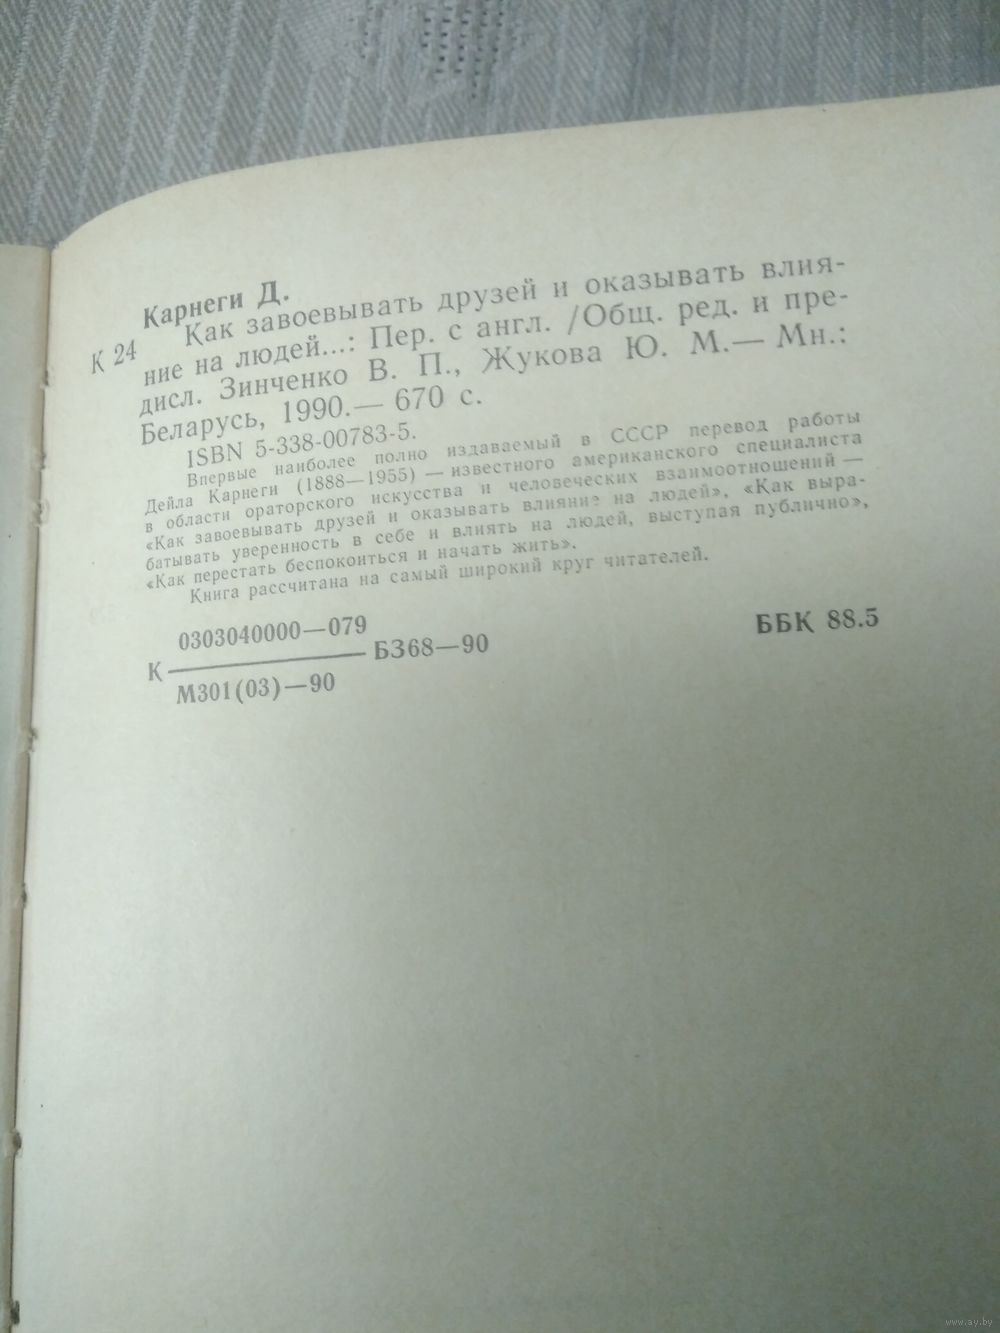 Карнеги Д.
К 24
Как завоевывать друзей и оказывать влия-
ние на людей...: Пер. с англ. /Общ. ред. и пре-
дисл. Зинченко В. П., Жукова Ю. М.— Мн.:
Беларусь, 1990.— 670 с.
ISBN 5-338-00783-5.
Впервые наиболее полно издаваемый в СССР перевод работы
Дейла Карнеги (1888—1955) — известного американского специалиста
в области ораторского искусства и человеческих взаимоотношений —
«Как завоевывать друзей и оказывать влияние на людей», «Как выра-
батывать уверенность в себе и влиять на людей, выступая публично»,
«Как перестать беспокоиться и начать жить».
Книга рассчитана на самый широкий круг читателей.
0303040000—079
К
БЗ68—90
М301(03)—90
ББК 88.5
www.ay.by